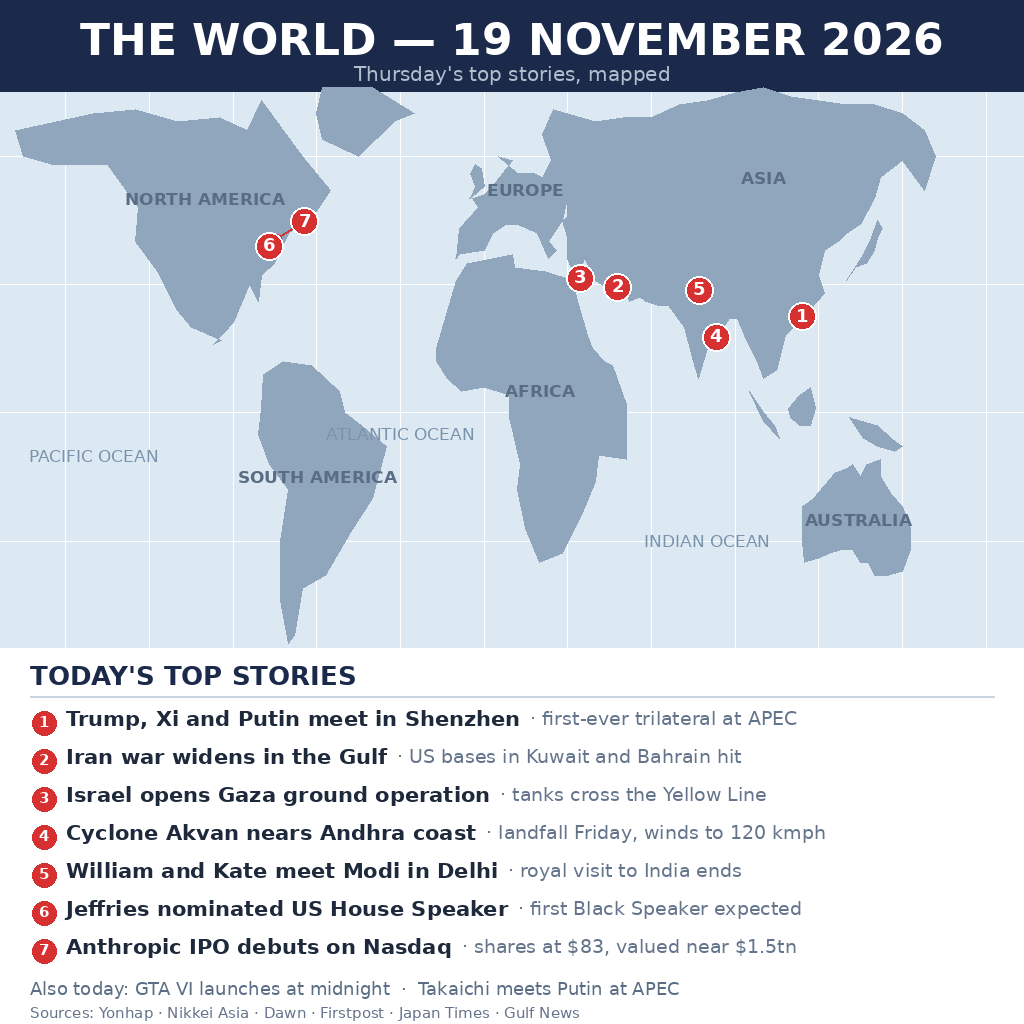 THE WORLD — 19 NOVEMBER 2026
Thursday's top stories, mapped
NORTH AMERICA
EUROPE
ASIA
7
6
3
2
5
1
4
AFRICA
ATLANTIC OCEAN
PACIFIC OCEAN
SOUTH AMERICA
AUSTRALIA
INDIAN OCEAN
TODAY'S TOP STORIES
1 Trump, Xi and Putin meet in Shenzhen · first-ever trilateral at APEC
2 Iran war widens in the Gulf · US bases in Kuwait and Bahrain hit
3 Israel opens Gaza ground operation · tanks cross the Yellow Line
4 Cyclone Akvan nears Andhra coast · landfall Friday, winds to 120 kmph
5 William and Kate meet Modi in Delhi · royal visit to India ends
6 Jeffries nominated US House Speaker · first Black Speaker expected
7 Anthropic IPO debuts on Nasdaq · shares at $83, valued near $1.5tn
Also today: GTA VI launches at midnight · Takaichi meets Putin at APEC
Sources: Yonhap · Nikkei Asia · Dawn · Firstpost · Japan Times · Gulf News